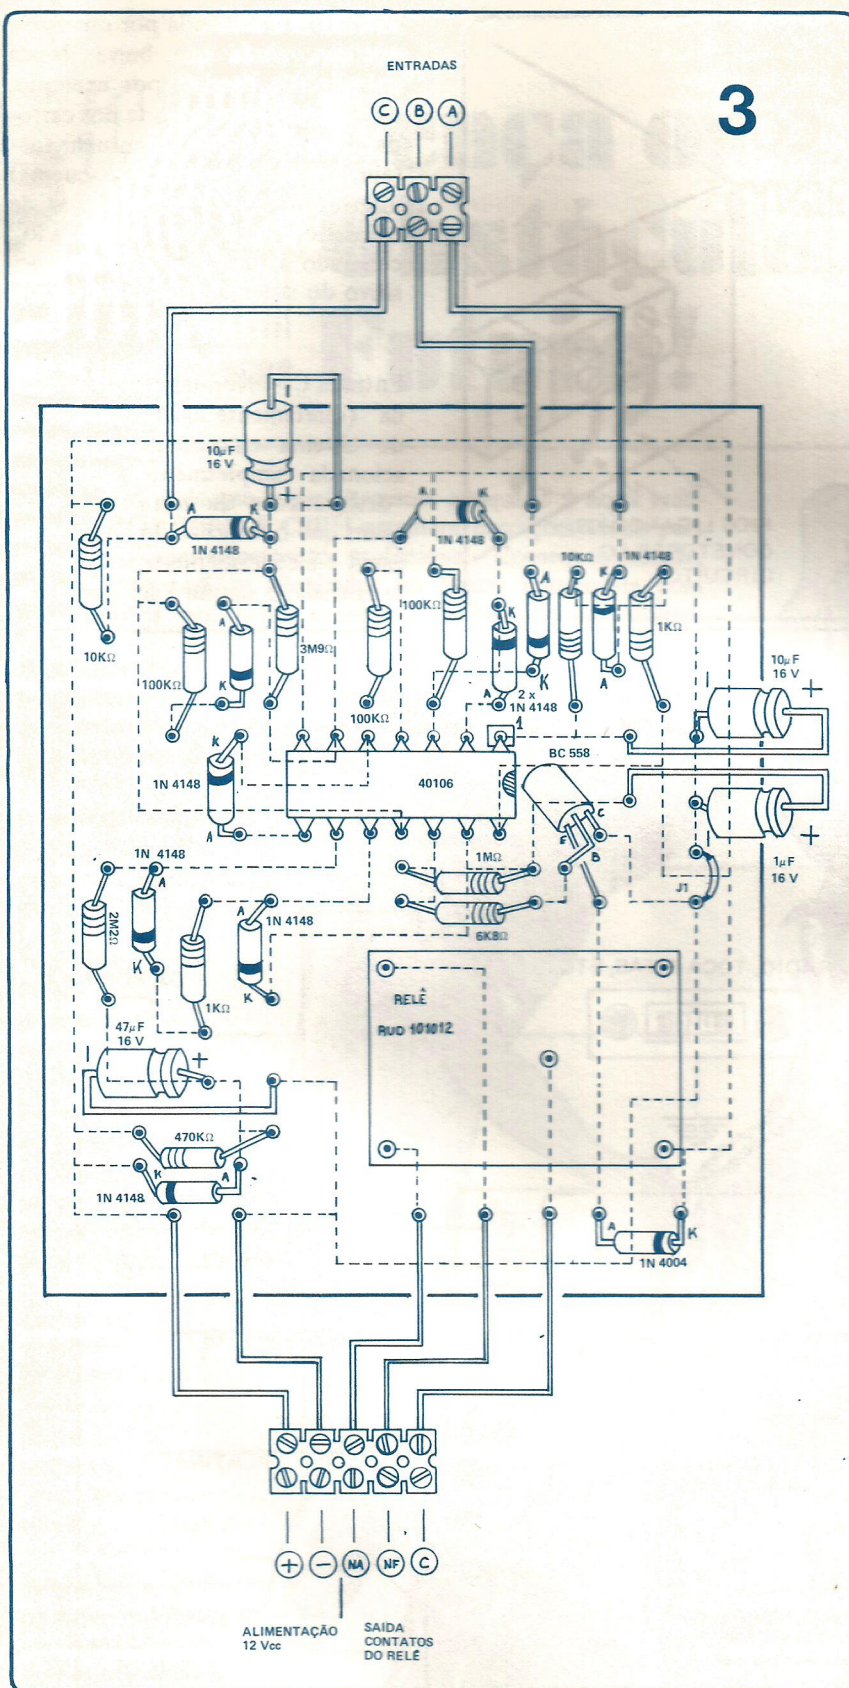 3
ENTRADAS
C B A
10µF
16 V
+
A K
1N 4148
A K
1N 4148
10KΩ
1N 4148
10KΩ
100KΩ
A
K
3M9Ω
100KΩ
100KΩ
K
A
A
K
2 x
1N 4148
K
A
1KΩ
10µF
16 V
+
1
1N 4148
K
A
40106
BC 558
E
B
C
1µF
16 V
+
J1
1N 4148
A
K
2M2Ω
1KΩ
A
1N 4148
K
1MΩ
6K8Ω
RELÊ
RUD 101012
47µF
16 V
+
470KΩ
K A
1N 4148
A K
1N 4004
+ − NA NF C
ALIMENTAÇÃO
12 Vcc
SAÍDA
CONTATOS
DO RELÊ